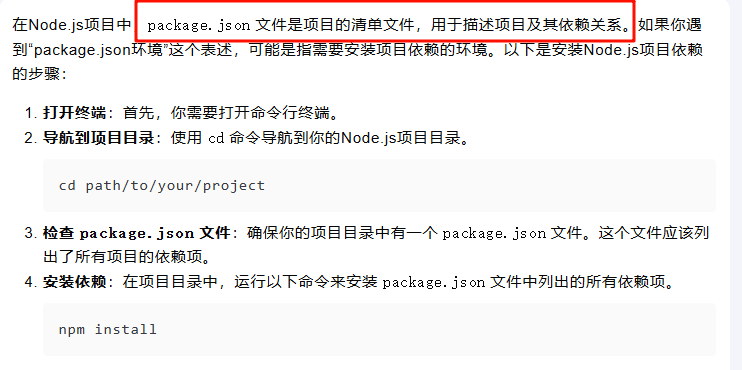 在Node.js项目中 package.json 文件是项目的清单文件，用于描述项目及其依赖关系。如果你遇
到“package.json环境”这个表述，可能是指需要安装项目依赖的环境。以下是安装Node.js项目依赖
的步骤：
1. 打开终端：首先，你需要打开命令行终端。
2. 导航到项目目录：使用 cd 命令导航到你的Node.js项目目录。
cd path/to/your/project
3. 检查 package.json 文件：确保你的项目目录中有一个 package.json 文件。这个文件应该列
出了所有项目的依赖项。
4. 安装依赖：在项目目录中，运行以下命令来安装 package.json 文件中列出的所有依赖项。
npm install